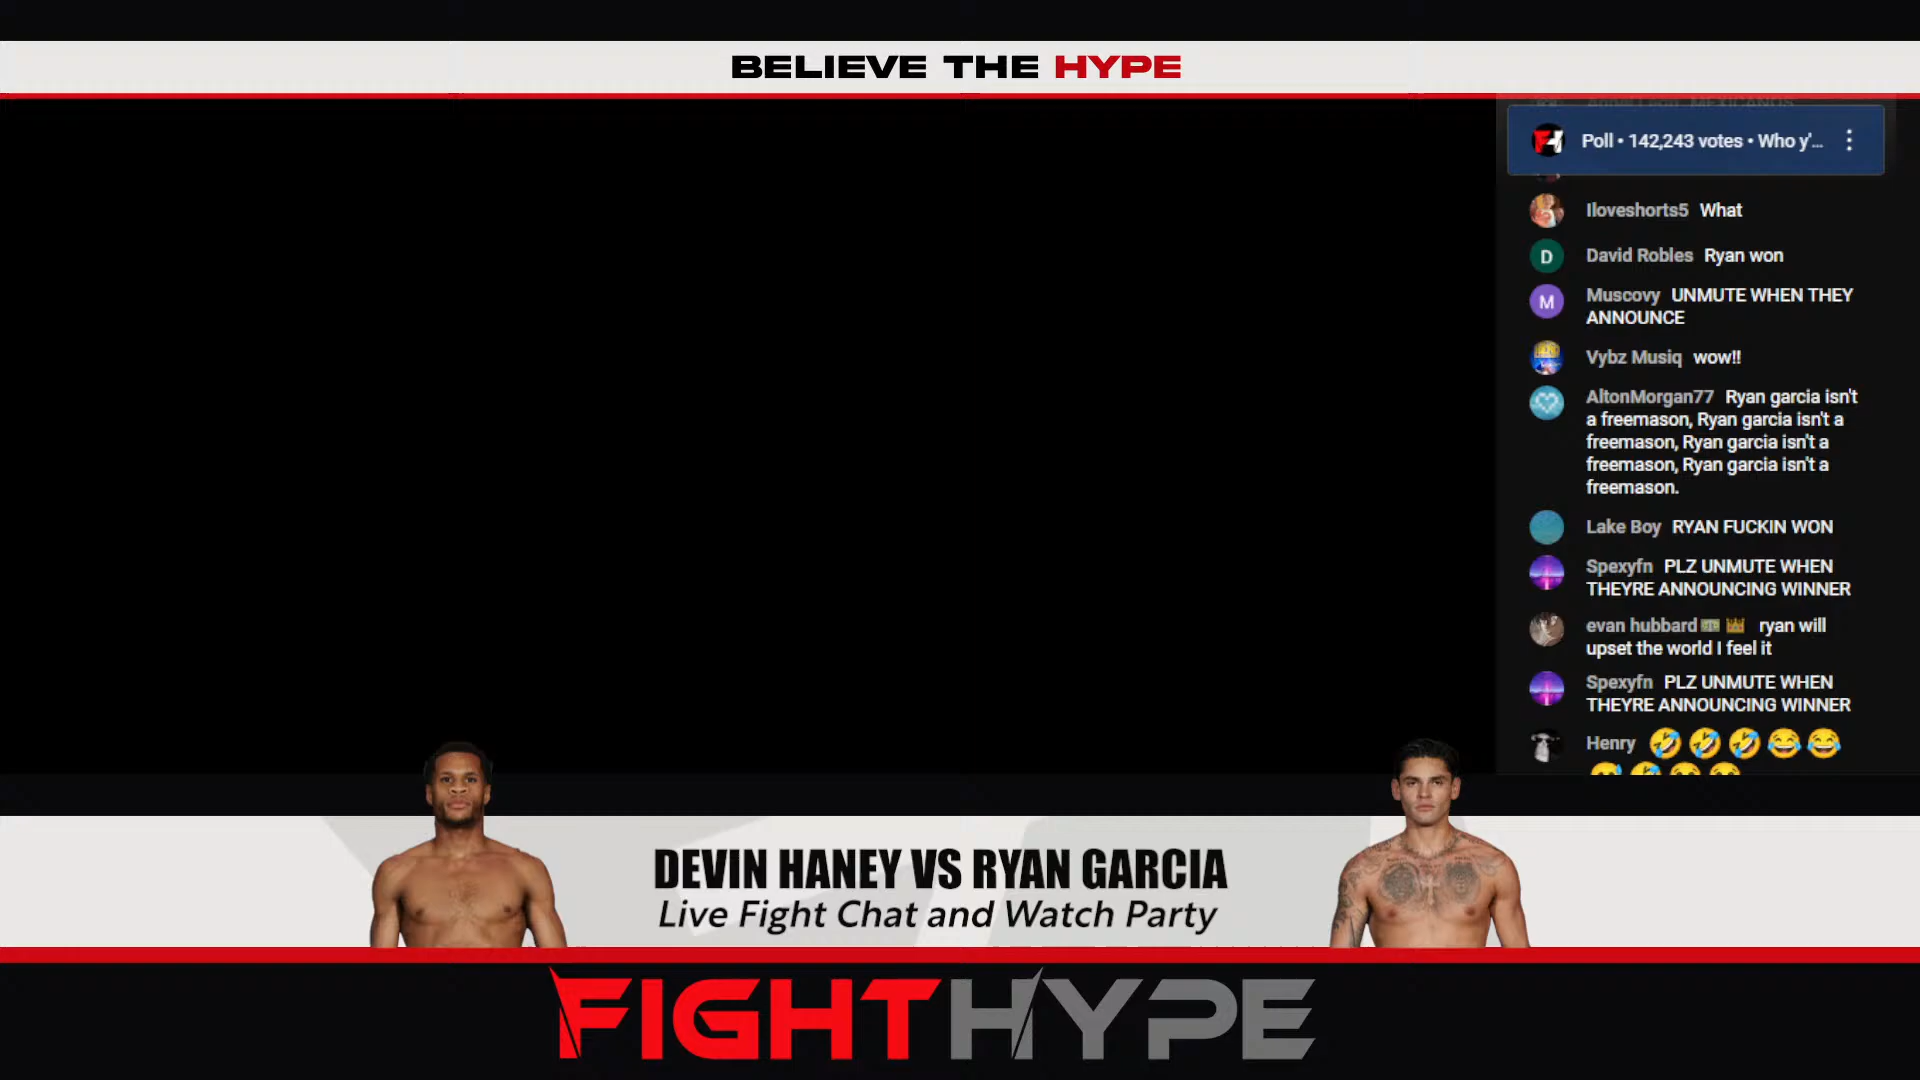 BELIEVE THE HYPE
Poll • 142,243 votes • Who y'...
Iloveshorts5 What
D
David Robles Ryan won
M
Muscovy UNMUTE WHEN THEY
ANNOUNCE
Vybz Musiq wow!!
AltonMorgan77 Ryan garcia isn't
a freemason, Ryan garcia isn't a
freemason, Ryan garcia isn't a
freemason, Ryan garcia isn't a
freemason.
Lake Boy RYAN FUCKIN WON
Spexyfn PLZ UNMUTE WHEN
THEYRE ANNOUNCING WINNER
evan hubbard💵👑 ryan will
upset the world I feel it
Spexyfn PLZ UNMUTE WHEN
THEYRE ANNOUNCING WINNER
Henry 🤣🤣🤣😂😂
DEVIN HANEY VS RYAN GARCIA
Live Fight Chat and Watch Party
FIGHTHYPE